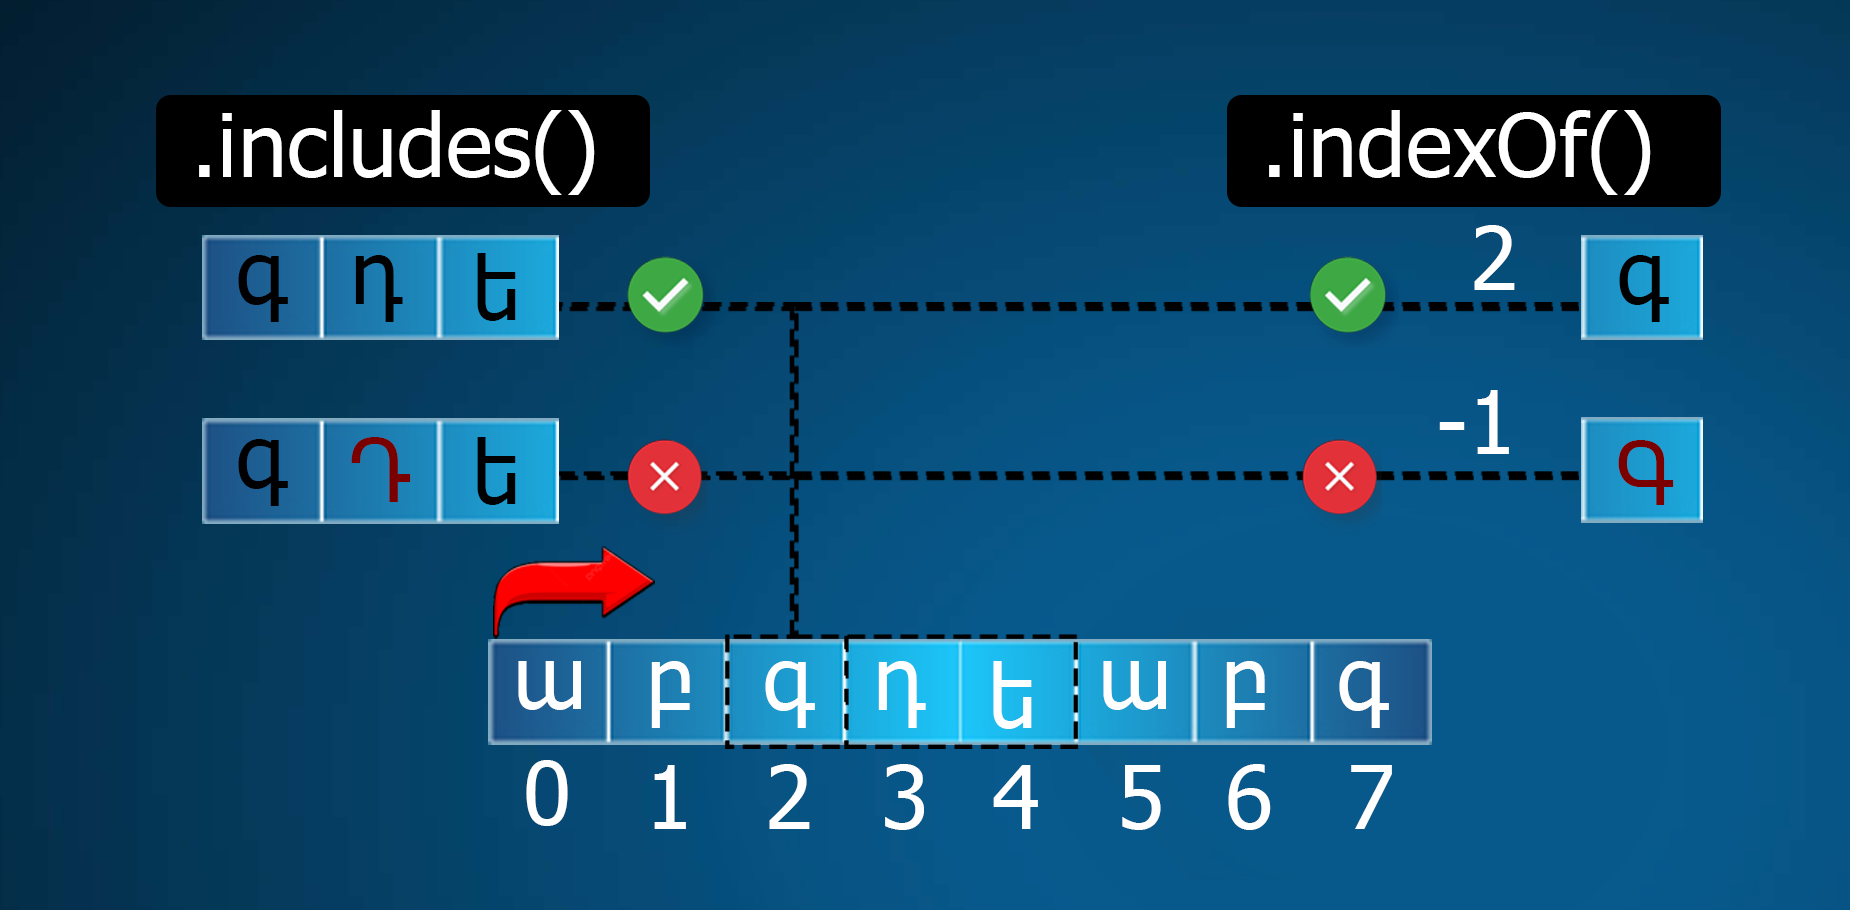 .includes() .indexOf()
գ դ ե 2 գ
գ Դ ե -1 Գ
ա բ գ դ ե ա բ գ
0 1 2 3 4 5 6 7